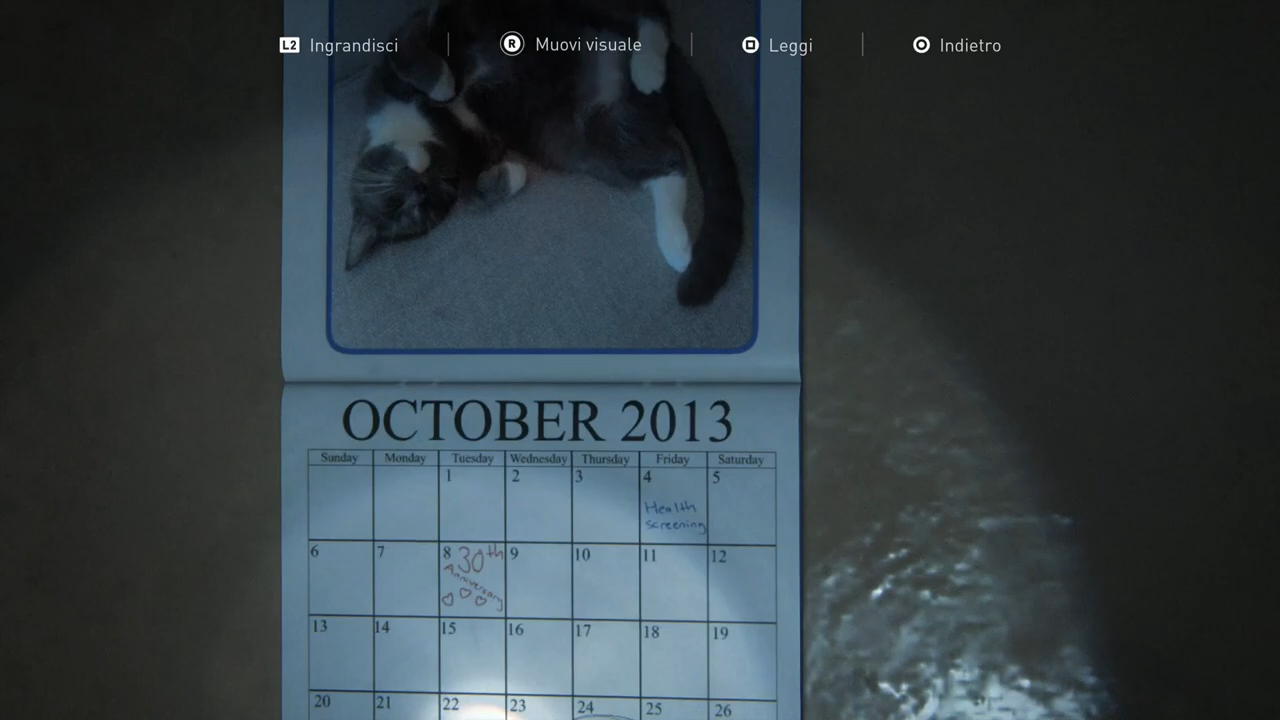 L2 Ingrandisci R Muovi visuale Leggi Indietro
OCTOBER 2013
Sunday Monday Tuesday Wednesday Thursday Friday Saturday
1 2 3 4 5
Health
screening
6 7 8 9 10 11 12
30th
Anniversary
13 14 15 16 17 18 19
20 21 22 23 24 25 26